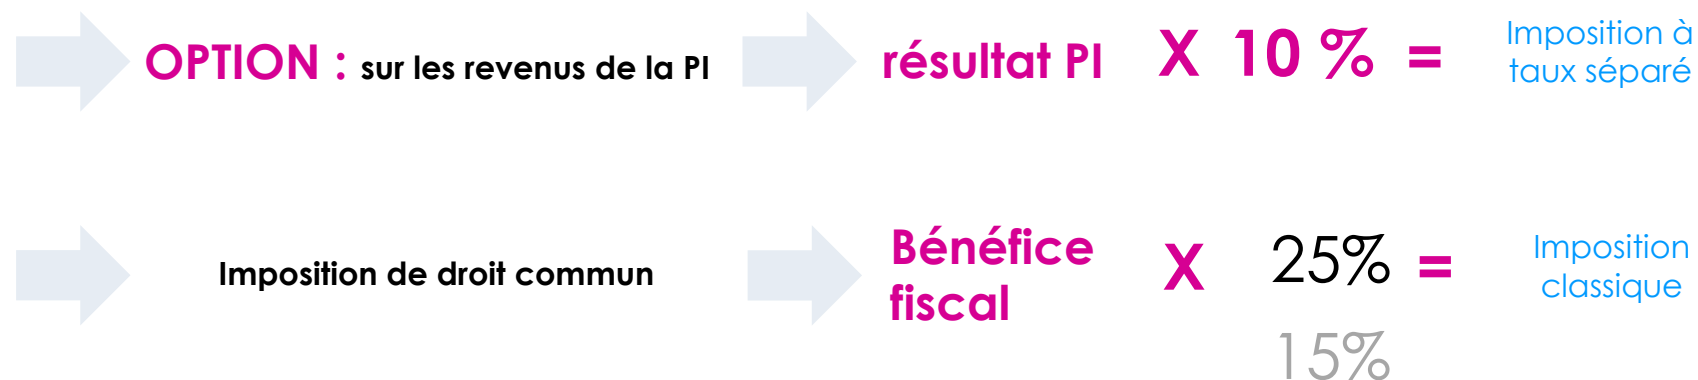 OPTION : sur les revenus de la PI
résultat PI X 10 % =
Imposition à
taux séparé
Imposition de droit commun
Bénéfice
fiscal
X 25% =
15%
Imposition
classique